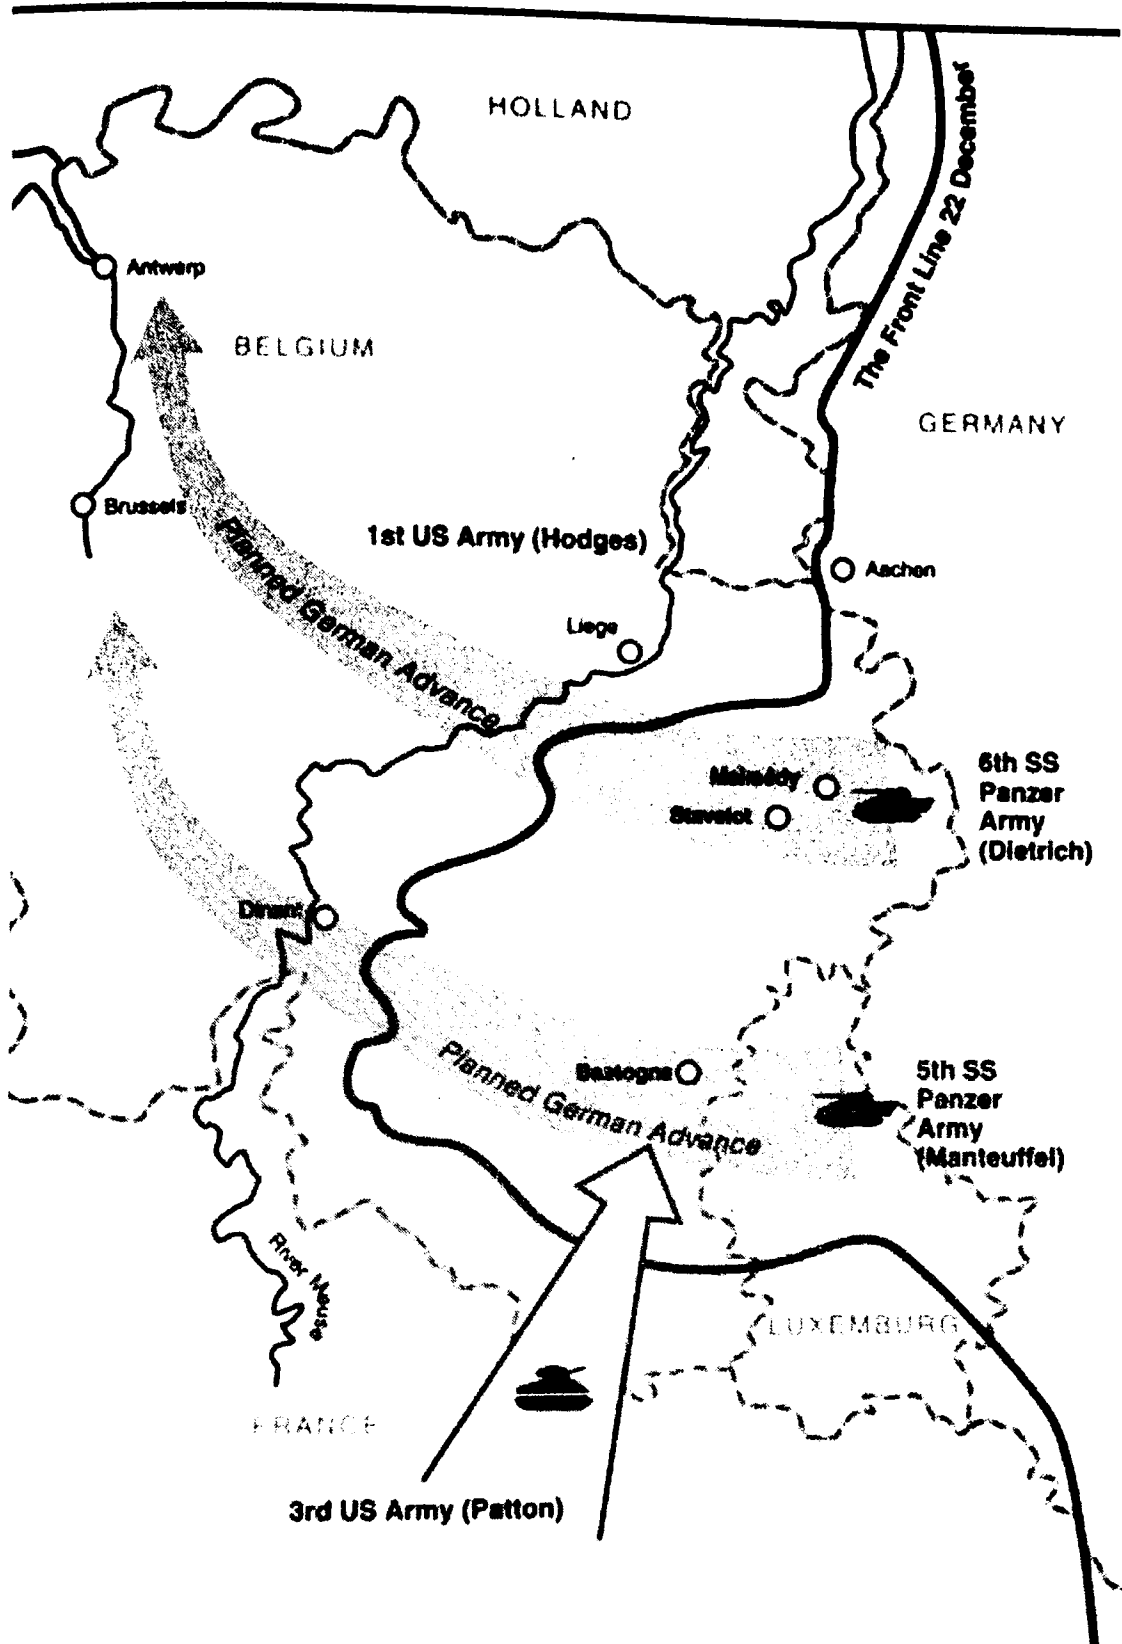 HOLLAND
The Front Line 22 December
Antwerp
BELGIUM
GERMANY
Brussels
1st US Army (Hodges)
Planned German Advance
Aachen
Liege
Malmedy
Stavelot
6th SS
Panzer
Army
(Dietrich)
Dinant
Planned German Advance
Bastogne
5th SS
Panzer
Army
(Manteuffel)
River Meuse
LUXEMBURG
FRANCE
3rd US Army (Patton)